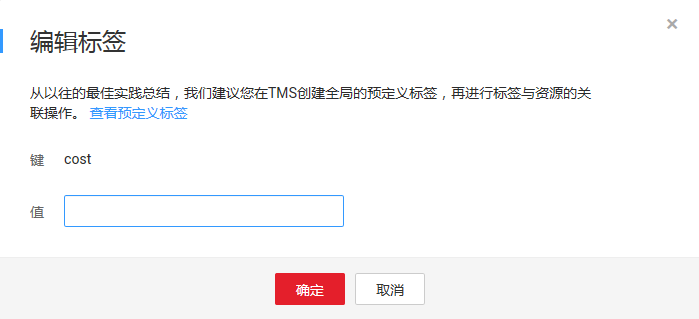 编辑标签
从以往的最佳实践总结，我们建议您在TMS创建全局的预定义标签，再进行标签与资源的关
联操作。 查看预定义标签
键 cost
值
确定 取消